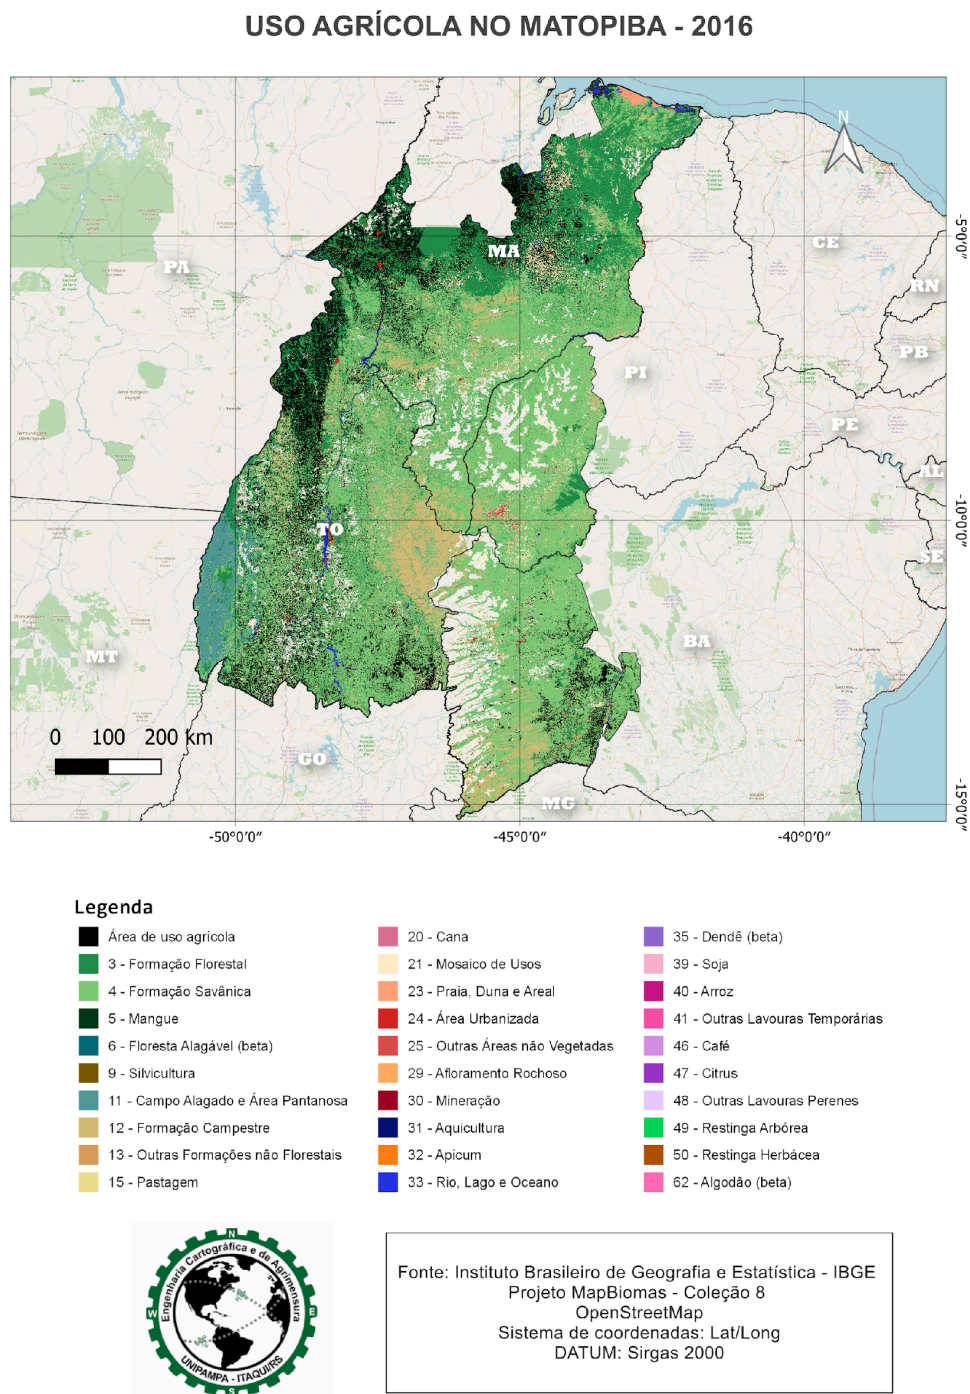 USO AGRÍCOLA NO MATOPIBA - 2016
N
CE
MA
PA
RN
PB
PI
PE
AL
TO
SE
BA
MT
GO
MG
0 100 200 km
-5°0'0"
-10°0'0"
-15°0'0"
-50°0'0"
-45°0'0"
-40°0'0"
Legenda
Área de uso agrícola
3 - Formação Florestal
4 - Formação Savânica
5 - Mangue
6 - Floresta Alagável (beta)
9 - Silvicultura
11 - Campo Alagado e Área Pantanosa
12 - Formação Campestre
13 - Outras Formações não Florestais
15 - Pastagem
20 - Cana
21 - Mosaico de Usos
23 - Praia, Duna e Areal
24 - Área Urbanizada
25 - Outras Áreas não Vegetadas
29 - Afloramento Rochoso
30 - Mineração
31 - Aquicultura
32 - Apicum
33 - Rio, Lago e Oceano
35 - Dendê (beta)
39 - Soja
40 - Arroz
41 - Outras Lavouras Temporárias
46 - Café
47 - Citrus
48 - Outras Lavouras Perenes
49 - Restinga Arbórea
50 - Restinga Herbácea
62 - Algodão (beta)
N
Engenharia Cartográfica e de Agrimensura
W
E
UNIPAMPA - ITAQUI/RS
S
Fonte: Instituto Brasileiro de Geografia e Estatística - IBGE
Projeto MapBiomas - Coleção 8
OpenStreetMap
Sistema de coordenadas: Lat/Long
DATUM: Sirgas 2000